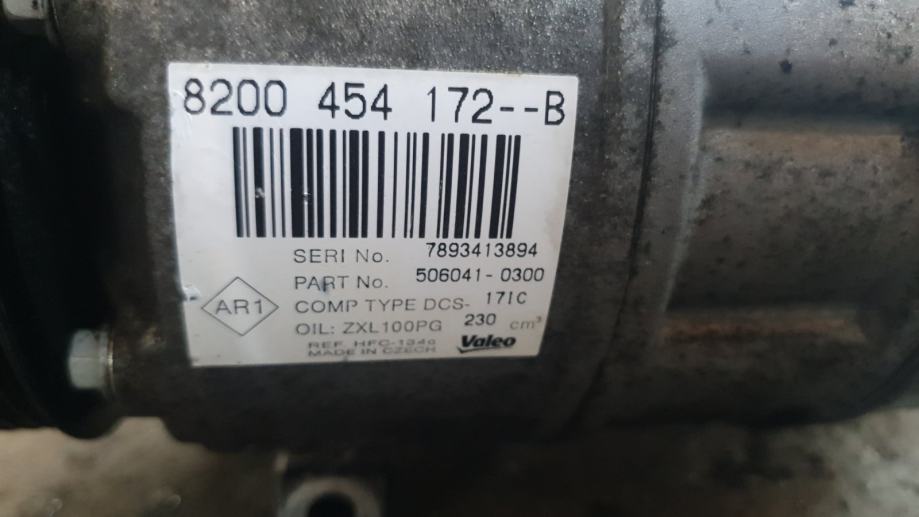 8200 454 172--B
SERI No. 7893413894
PART No. 506041-0300
COMP TYPE DCS-17IC
OIL: ZXL100PG 230 cm³
REF. HFC-134a
MADE IN CZECH
AR1
Valeo